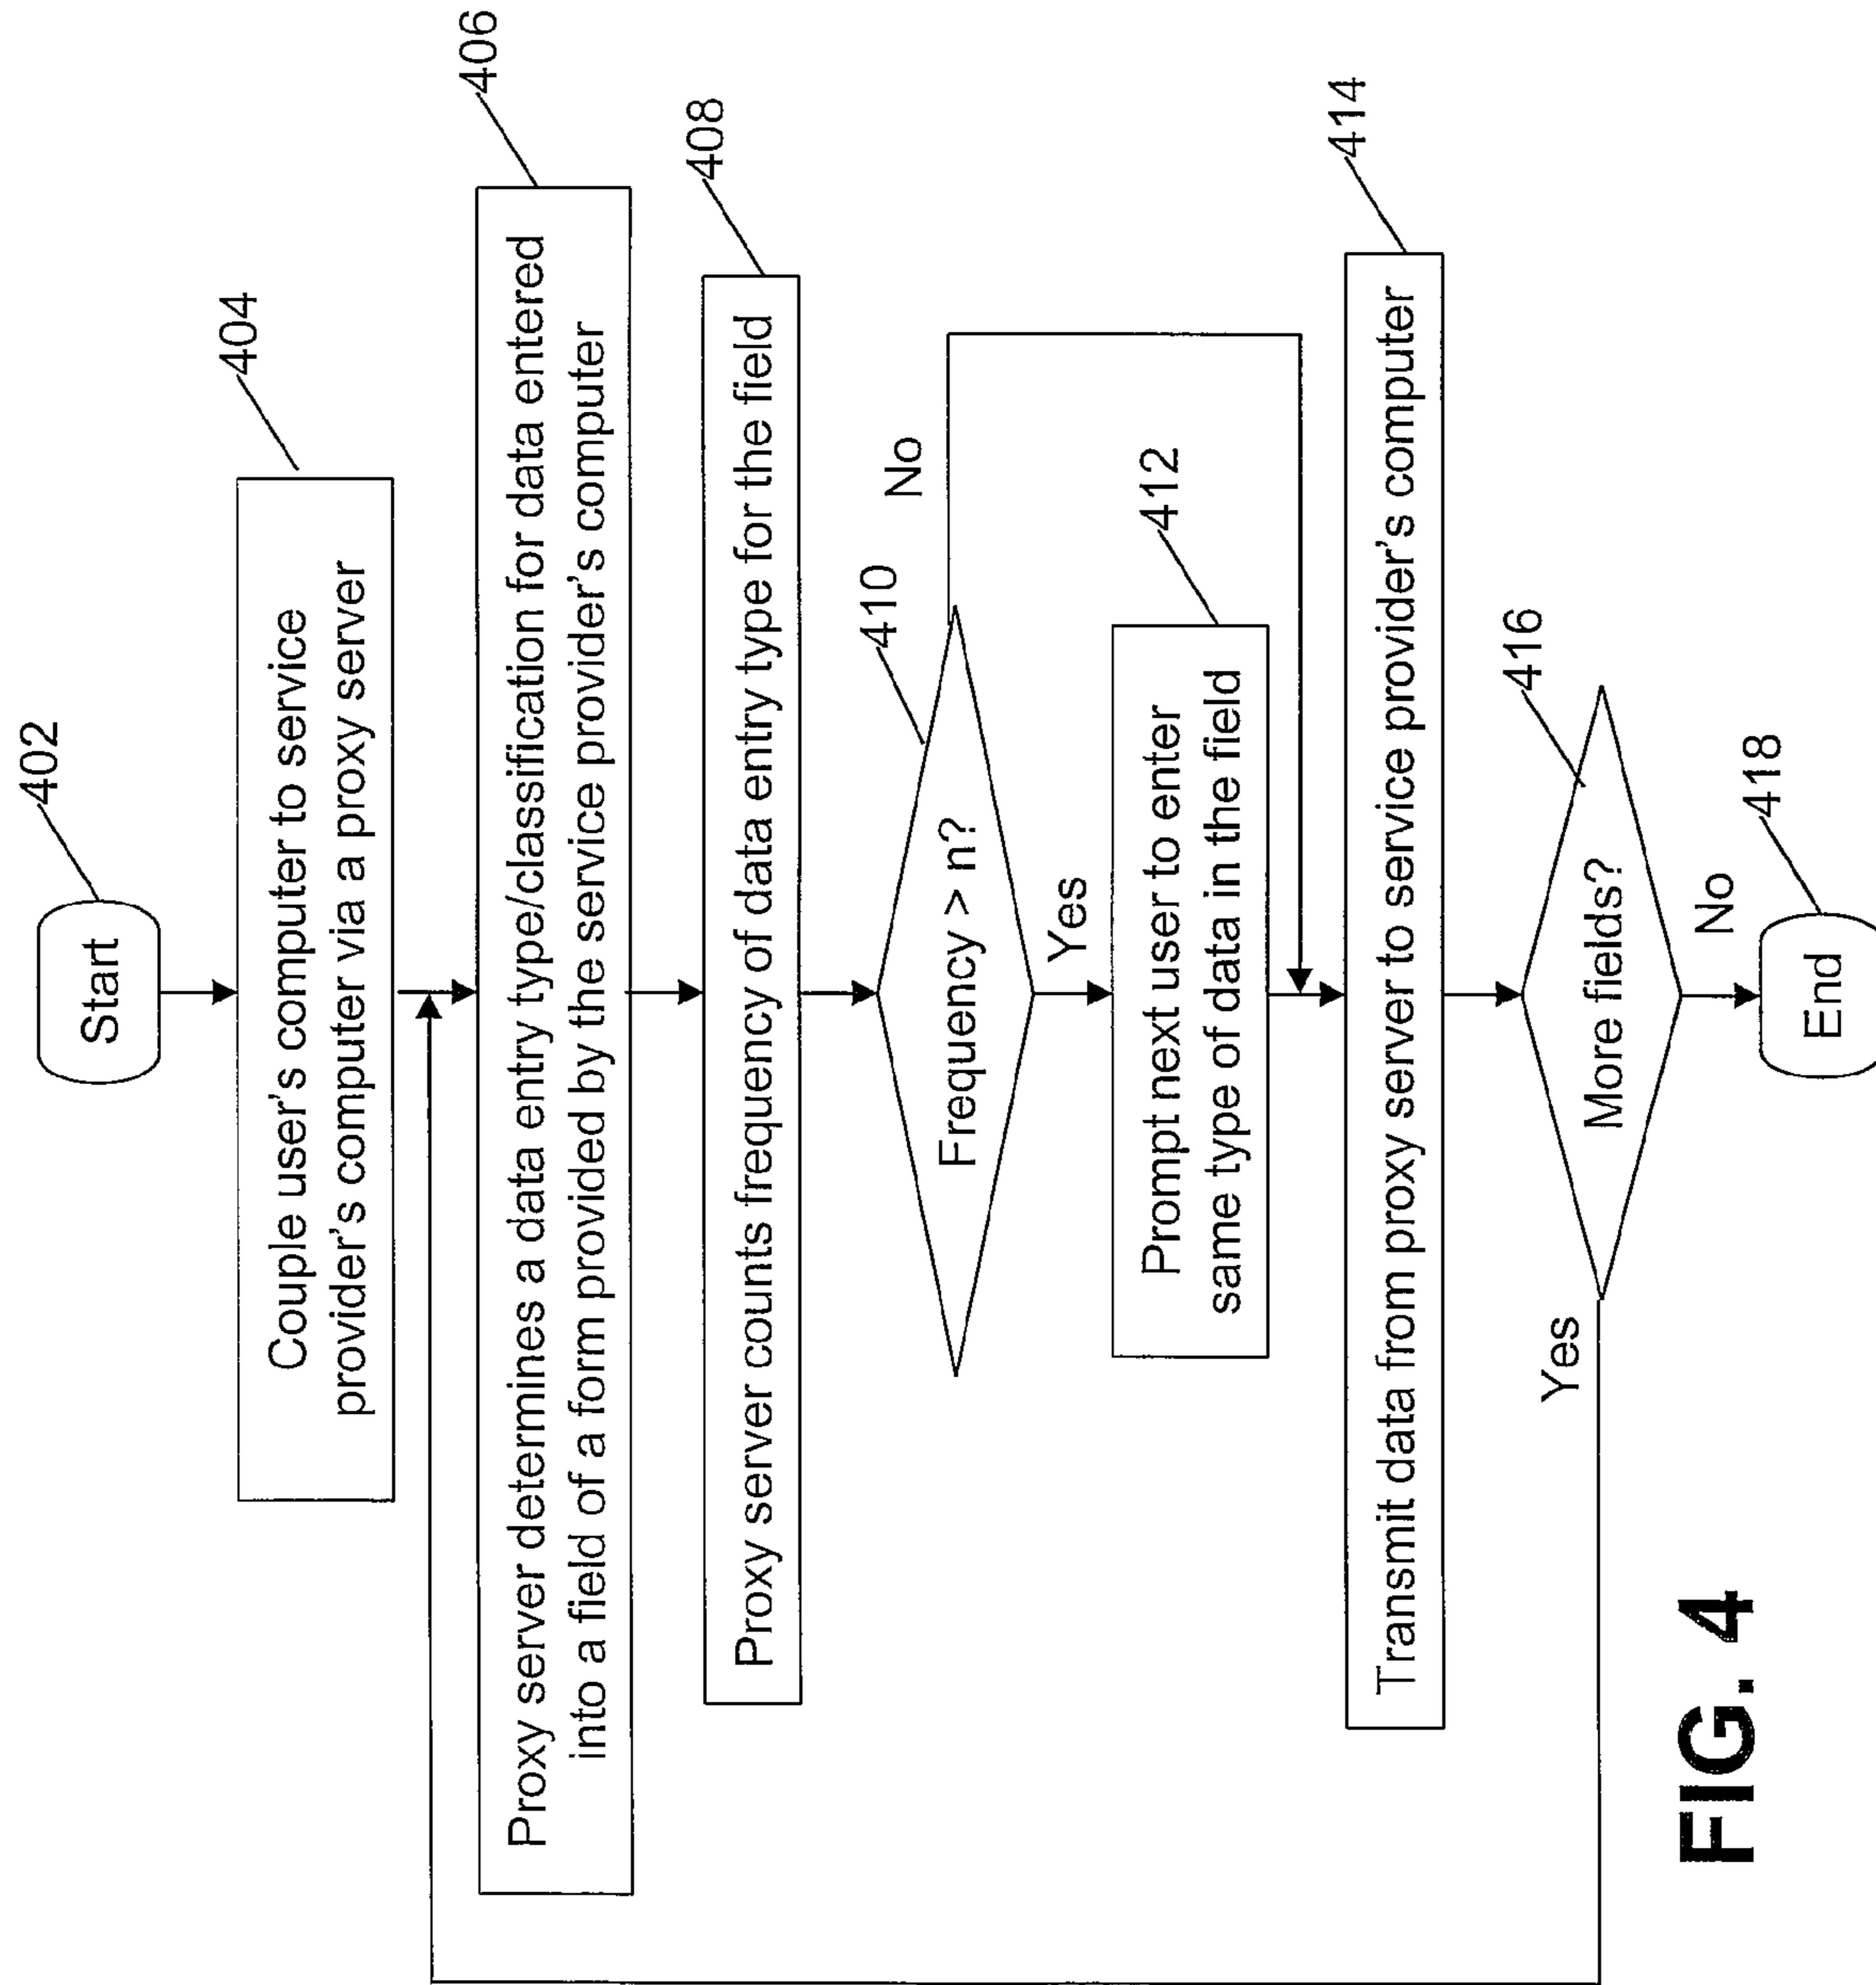 402
Start
404
Couple user's computer to service
provider's computer via a proxy server
406
Proxy server determines a data entry type/classification for data entered
into a field of a form provided by the service provider's computer
408
Proxy server counts frequency of data entry type for the field
410
Frequency > n?
No
Yes
412
Prompt next user to enter
same type of data in the field
414
Transmit data from proxy server to service provider's computer
416
More fields?
Yes
No
418
End
FIG. 4